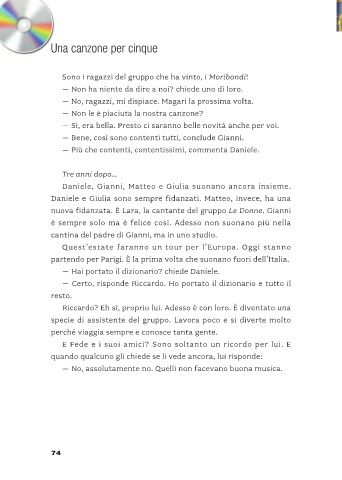 Una canzone per cinque
Sono i ragazzi del gruppo che ha vinto, i Moribondi!
— Non ha niente da dire a noi? chiede uno di loro.
— No, ragazzi, mi dispiace. Magari la prossima volta.
— Non le è piaciuta la nostra canzone?
— Sì, era bella. Presto ci saranno belle novità anche per voi.
— Bene, così sono contenti tutti, conclude Gianni.
— Più che contenti, contentissimi, commenta Daniele.
Tre anni dopo...
Daniele, Gianni, Matteo e Giulia suonano ancora insieme.
Daniele e Giulia sono sempre fidanzati. Matteo, invece, ha una
nuova fidanzata. È Lara, la cantante del gruppo Le Donne. Gianni
è sempre solo ma è felice così. Adesso non suonano più nella
cantina del padre di Gianni, ma in uno studio.
Quest'estate faranno un tour per l'Europa. Oggi stanno
partendo per Parigi. È la prima volta che suonano fuori dell'Italia.
— Hai portato il dizionario? chiede Daniele.
— Certo, risponde Riccardo. Ho portato il dizionario e tutto il
resto.
Riccardo? Eh sì, proprio lui. Adesso è con loro. È diventato una
specie di assistente del gruppo. Lavora poco e si diverte molto
perché viaggia sempre e conosce tanta gente.
E Fede e i suoi amici? Sono soltanto un ricordo per lui. E
quando qualcuno gli chiede se li vede ancora, lui risponde:
— No, assolutamente no. Quelli non facevano buona musica.
74